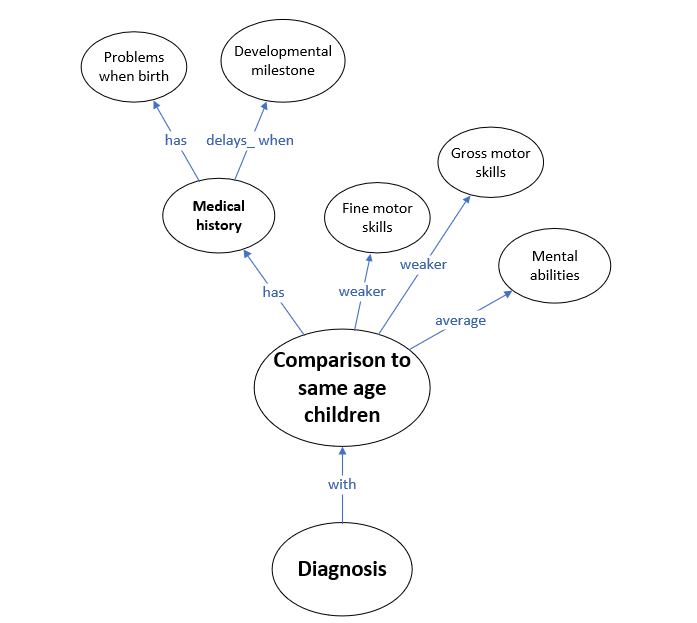 Problems
when birth
Developmental
milestone
has
delays_ when
Gross motor
skills
Medical
history
Fine motor
skills
weaker
Mental
abilities
has
weaker
average
Comparison to
same age
children
with
Diagnosis